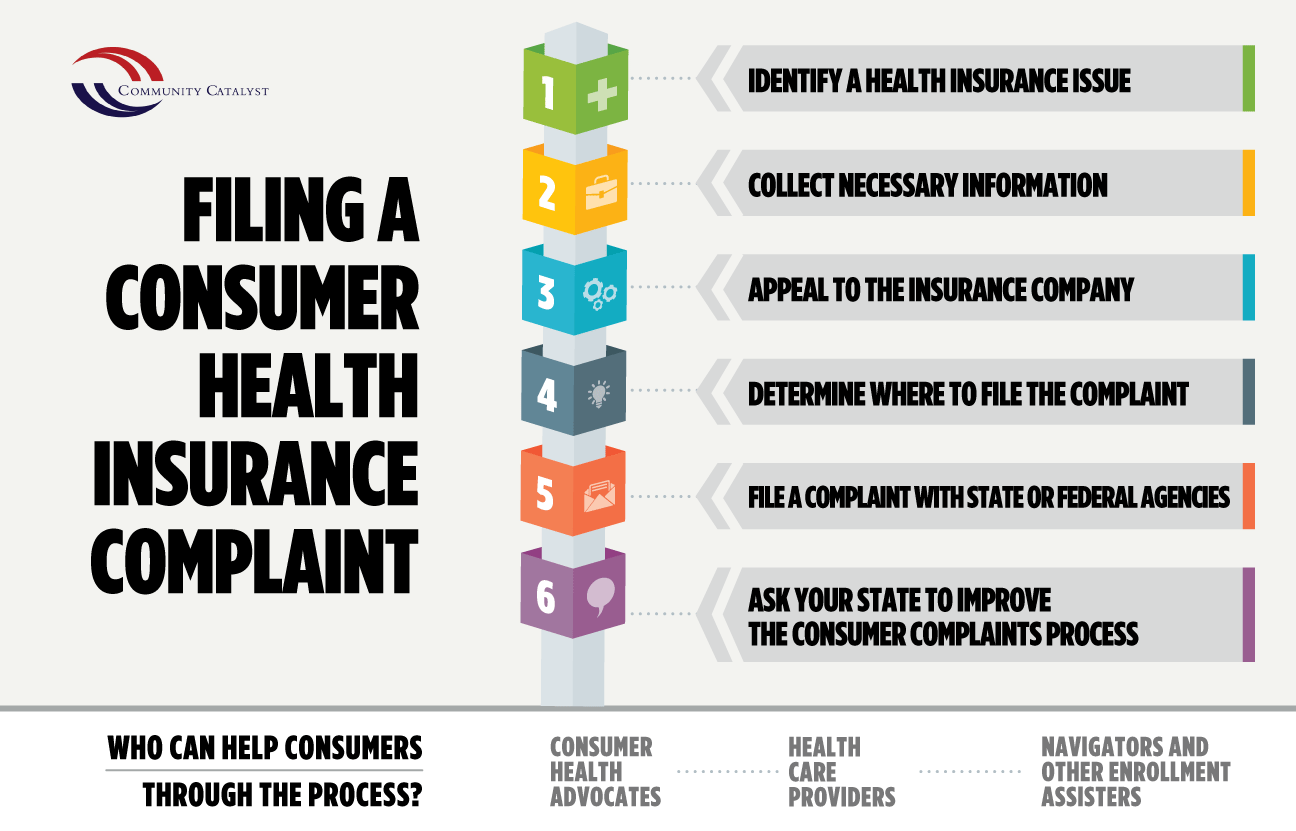 COMMUNITY CATALYST
FILING A
CONSUMER
HEALTH
INSURANCE
COMPLAINT
1
IDENTIFY A HEALTH INSURANCE ISSUE
2
COLLECT NECESSARY INFORMATION
3
APPEAL TO THE INSURANCE COMPANY
4
DETERMINE WHERE TO FILE THE COMPLAINT
5
FILE A COMPLAINT WITH STATE OR FEDERAL AGENCIES
6
ASK YOUR STATE TO IMPROVE
THE CONSUMER COMPLAINTS PROCESS
WHO CAN HELP CONSUMERS
THROUGH THE PROCESS?
CONSUMER
HEALTH
ADVOCATES
HEALTH
CARE
PROVIDERS
NAVIGATORS AND
OTHER ENROLLMENT
ASSISTERS